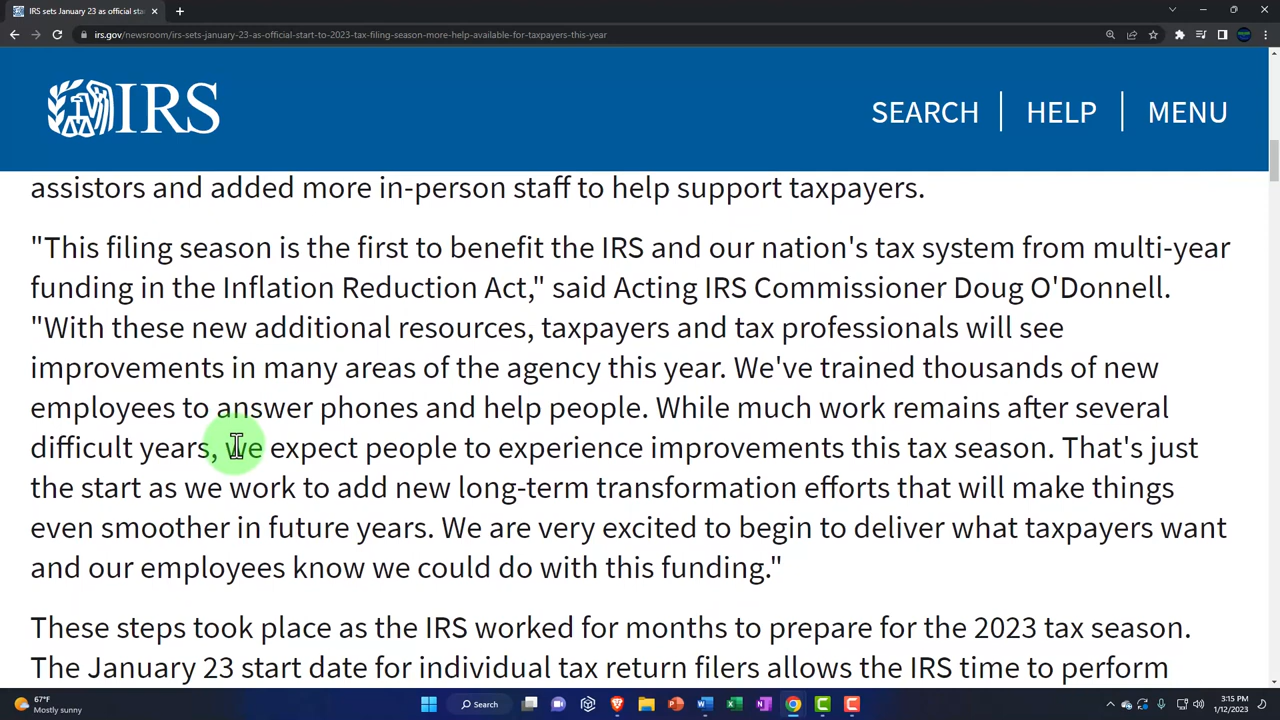 IRS sets January 23 as official sta
irs.gov/newsroom/irs-sets-january-23-as-official-start-to-2023-tax-filing-season-more-help-available-for-taxpayers-this-year
IRS
SEARCH HELP MENU
assistors and added more in-person staff to help support taxpayers.
"This filing season is the first to benefit the IRS and our nation's tax system from multi-year
funding in the Inflation Reduction Act," said Acting IRS Commissioner Doug O'Donnell.
"With these new additional resources, taxpayers and tax professionals will see
improvements in many areas of the agency this year. We've trained thousands of new
employees to answer phones and help people. While much work remains after several
difficult years, we expect people to experience improvements this tax season. That's just
the start as we work to add new long-term transformation efforts that will make things
even smoother in future years. We are very excited to begin to deliver what taxpayers want
and our employees know we could do with this funding."
These steps took place as the IRS worked for months to prepare for the 2023 tax season.
The January 23 start date for individual tax return filers allows the IRS time to perform
67°F
Mostly sunny
Search
3:15 PM
1/12/2023